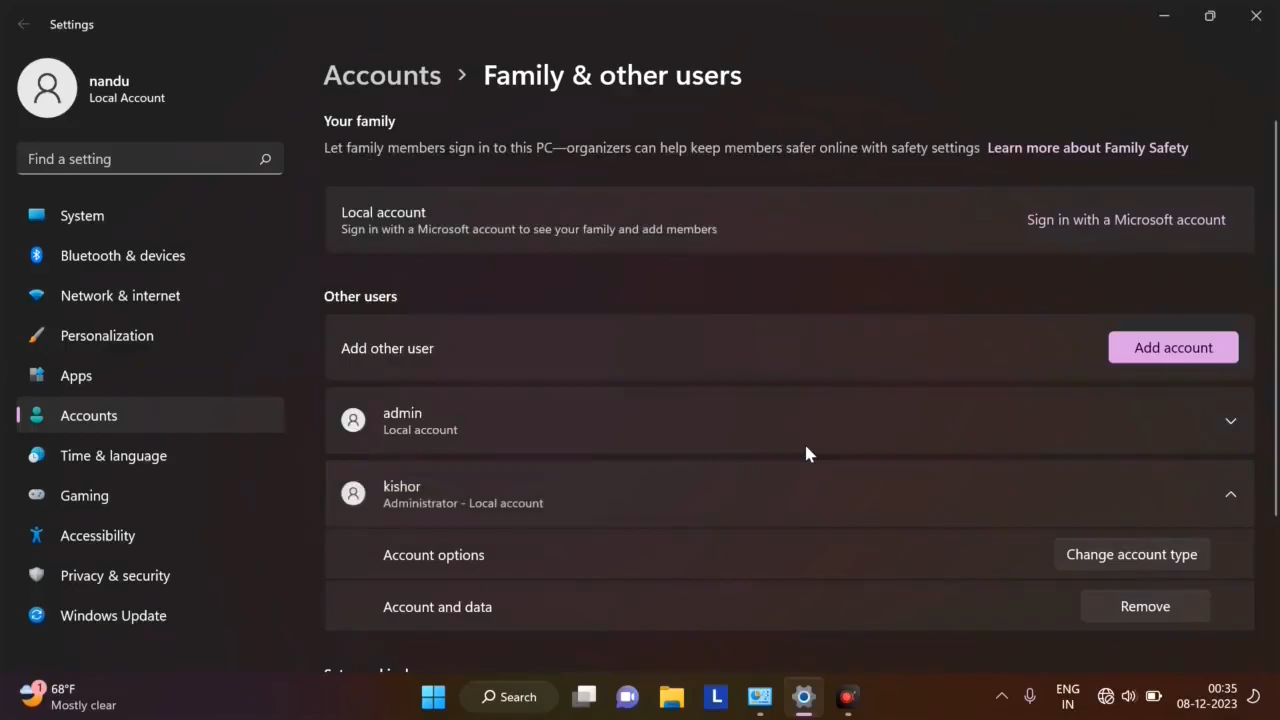 Settings
nandu
Local Account
Find a setting
System
Bluetooth & devices
Network & internet
Personalization
Apps
Accounts
Time & language
Gaming
Accessibility
Privacy & security
Windows Update
Accounts > Family & other users
Your family
Let family members sign in to this PC—organizers can help keep members safer online with safety settings Learn more about Family Safety
Local account
Sign in with a Microsoft account to see your family and add members
Sign in with a Microsoft account
Other users
Add other user
Add account
admin
Local account
kishor
Administrator - Local account
Account options
Change account type
Account and data
Remove
1
68°F
Mostly clear
Search
L
ENG
IN
00:35
08-12-2023